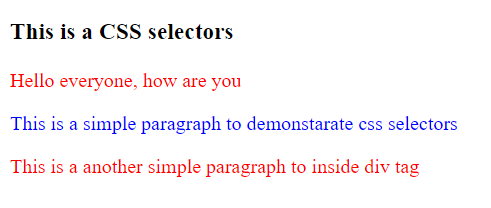 This is a CSS selectors
Hello everyone, how are you
This is a simple paragraph to demonstarate css selectors
This is a another simple paragraph to inside div tag